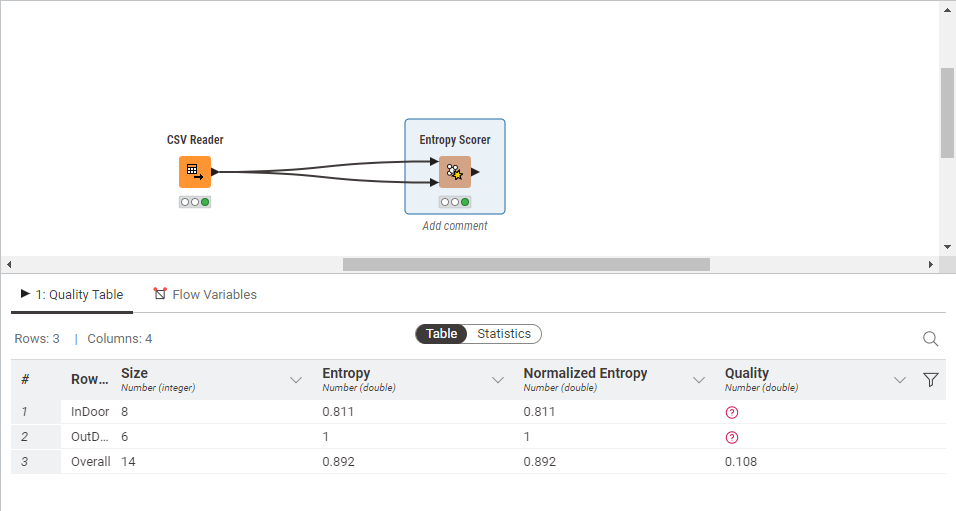 CSV Reader
Entropy Scorer
Add comment
1: Quality Table
Flow Variables
Rows: 3 | Columns: 4
Table
Statistics
# Row... Size Entropy Normalized Entropy Quality
Number (integer) Number (double) Number (double) Number (double)
1 InDoor 8 0.811 0.811 ?
2 OutD... 6 1 1 ?
3 Overall 14 0.892 0.892 0.108